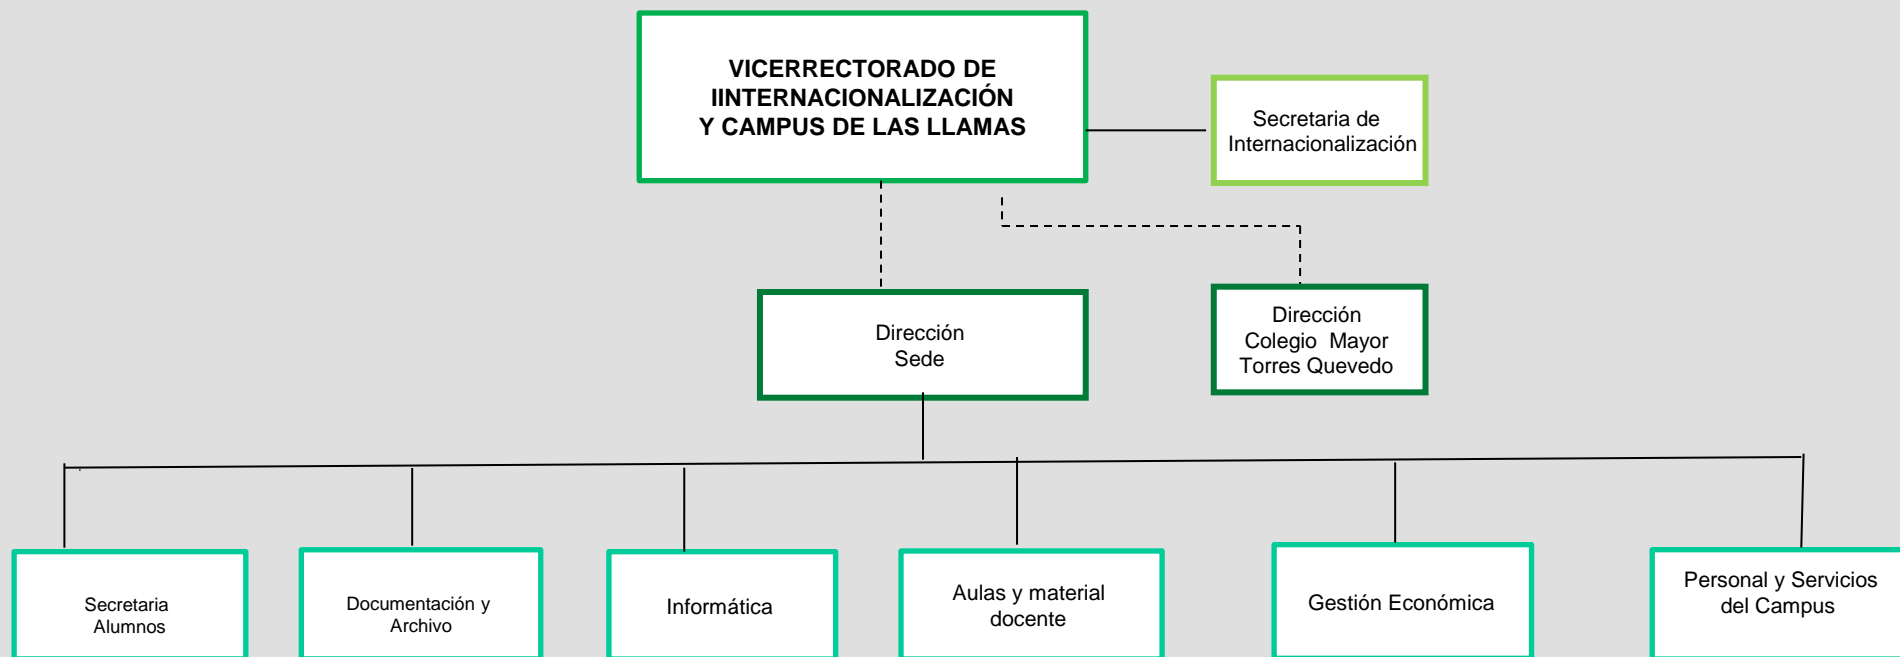 VICERRECTORADO DE
IINTERNACIONALIZACIÓN
Y CAMPUS DE LAS LLAMAS
Secretaria de
Internacionalización
Dirección
Sede
Dirección
Colegio Mayor
Torres Quevedo
Secretaria
Alumnos
Documentación y
Archivo
Informática
Aulas y material
docente
Gestión Económica
Personal y Servicios
del Campus